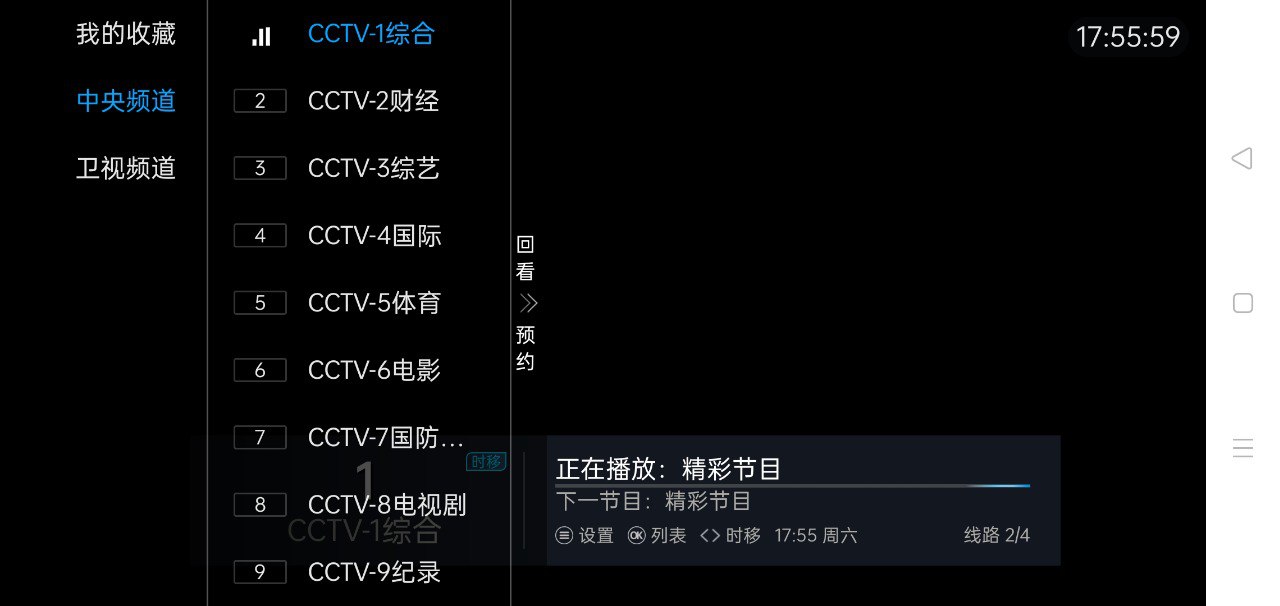 我的收藏
中央频道
卫视频道
CCTV-1综合
2 CCTV-2财经
3 CCTV-3综艺
4 CCTV-4国际
5 CCTV-5体育
6 CCTV-6电影
7 CCTV-7国防...
8 CCTV-8电视剧
9 CCTV-9纪录
回
看
预
约
17:55:59
1
时移
CCTV-1综合
正在播放：精彩节目
下一节目：精彩节目
设置 OK 列表 <> 时移 17:55 周六 线路 2/4